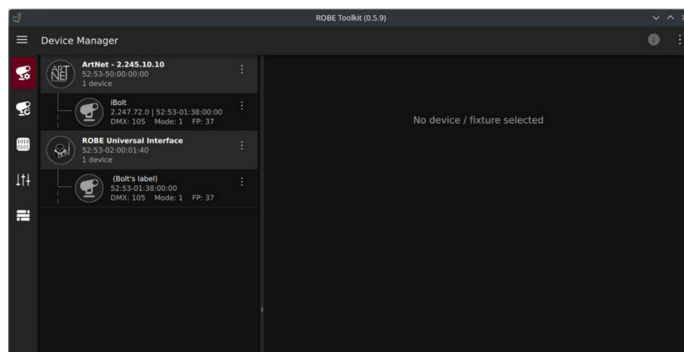 ROBE Toolkit (0.5.9)
Device Manager
ART
NET
ArtNet - 2.245.10.10
52:53-50:00:00:00
1 device
iBolt
2.247.72.0 | 52:53-01:38:00:00
DMX: 105 Mode: 1 FP: 37
No device / fixture selected
ROBE Universal Interface
52:53-02:00:01:40
1 device
(Bolt's label)
52:53-01:38:00:00
DMX: 105 Mode: 1 FP: 37